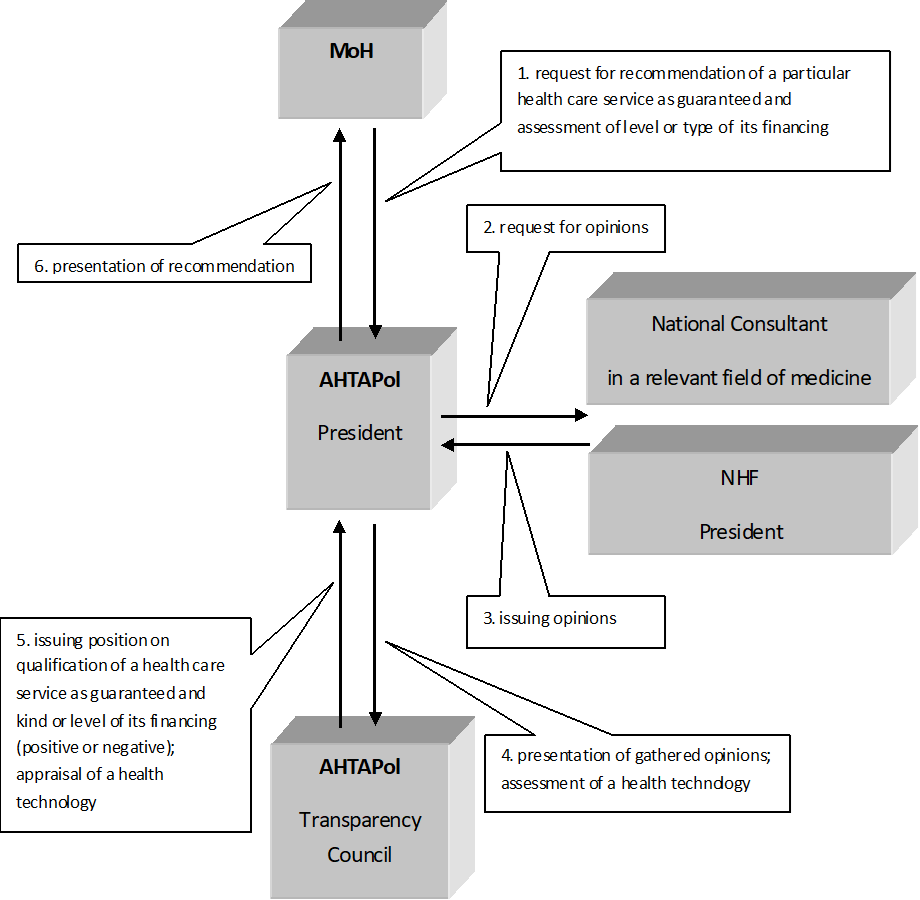 MoH
1. request for recommendation of a particular
health care service as guaranteed and
assessment of level or type of its financing
2. request for opinions
6. presentation of recommendation
National Consultant
in a relevant field of medicine
AHTAPol
President
NHF
President
3. issuing opinions
5. issuing position on
qualification of a health care
service as guaranteed and
kind or level of its financing
(positive or negative);
appraisal of a health
technology
4. presentation of gathered opinions;
assessment of a health technology
AHTAPol
Transparency
Council